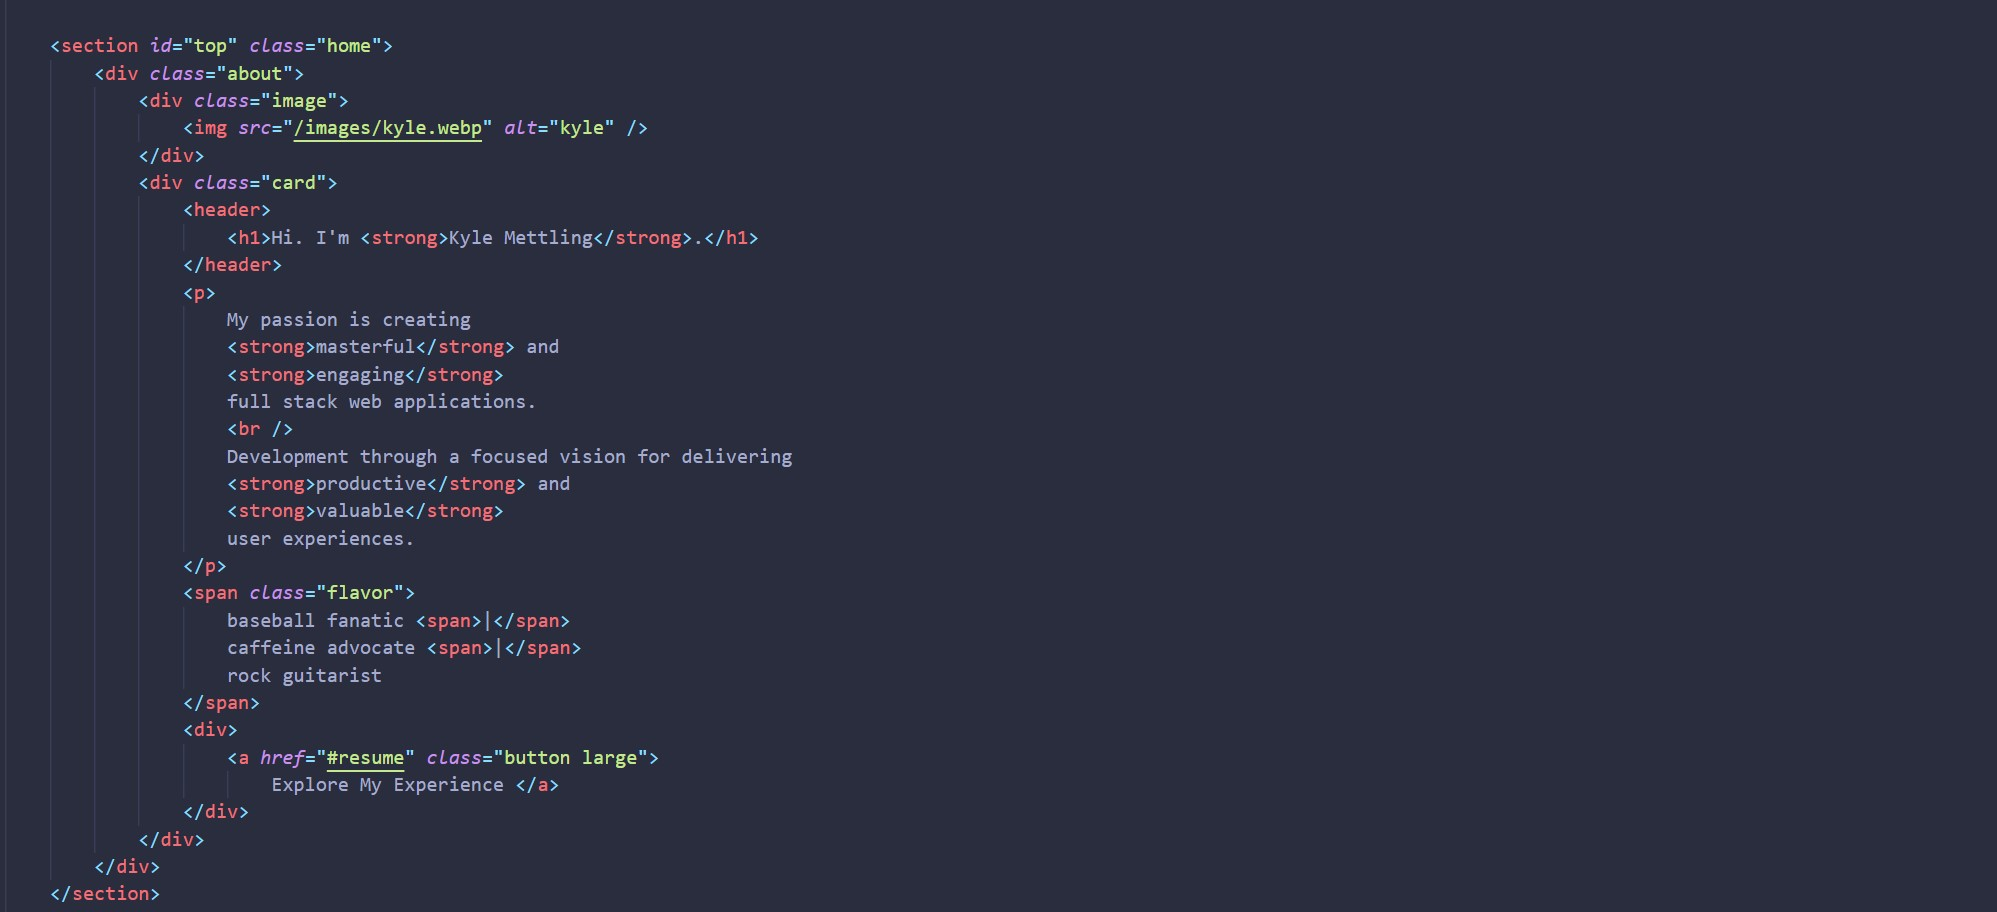 <section id="top" class="home">
    <div class="about">
        <div class="image">
            <img src="/images/kyle.webp" alt="kyle" />
        </div>
        <div class="card">
            <header>
                <h1>Hi. I'm <strong>Kyle Mettling</strong>.</h1>
            </header>
            <p>
                My passion is creating
                <strong>masterful</strong> and
                <strong>engaging</strong>
                full stack web applications.
                <br />
                Development through a focused vision for delivering
                <strong>productive</strong> and
                <strong>valuable</strong>
                user experiences.
            </p>
            <span class="flavor">
                baseball fanatic <span>|</span>
                caffeine advocate <span>|</span>
                rock guitarist
            </span>
            <div>
                <a href="#resume" class="button large">
                    Explore My Experience </a>
            </div>
        </div>
    </div>
</section>